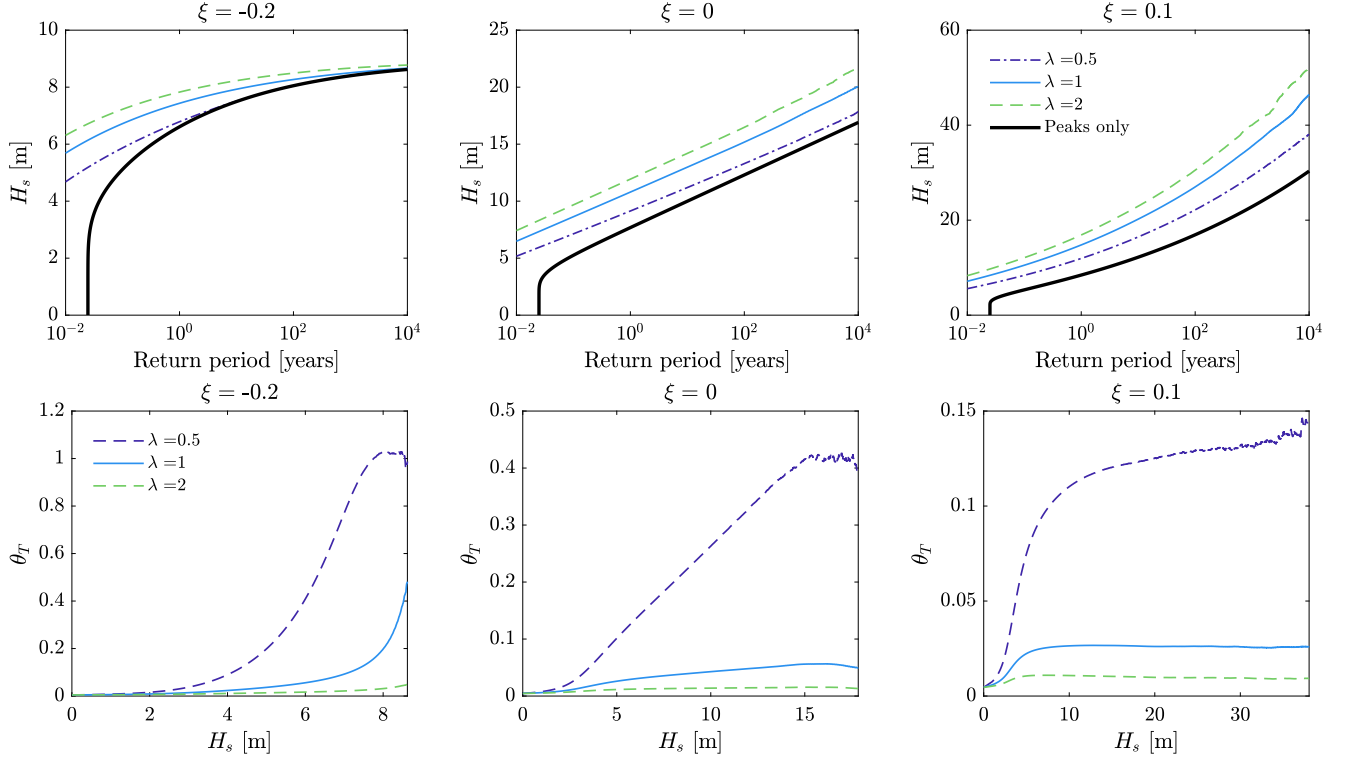 ξ = -0.2
10
8
6
4
2
0
H_s [m]
10^-2 10^0 10^2 10^4
Return period [years]
ξ = 0
25
20
15
10
5
0
H_s [m]
10^-2 10^0 10^2 10^4
Return period [years]
ξ = 0.1
60
40
20
0
H_s [m]
λ =0.5
λ =1
λ =2
Peaks only
10^-2 10^0 10^2 10^4
Return period [years]
ξ = -0.2
1.2
1
0.8
0.6
0.4
0.2
0
θ_T
λ =0.5
λ =1
λ =2
0 2 4 6 8
H_s [m]
ξ = 0
0.5
0.4
0.3
0.2
0.1
0
θ_T
0 5 10 15
H_s [m]
ξ = 0.1
0.15
0.1
0.05
0
θ_T
0 10 20 30
H_s [m]